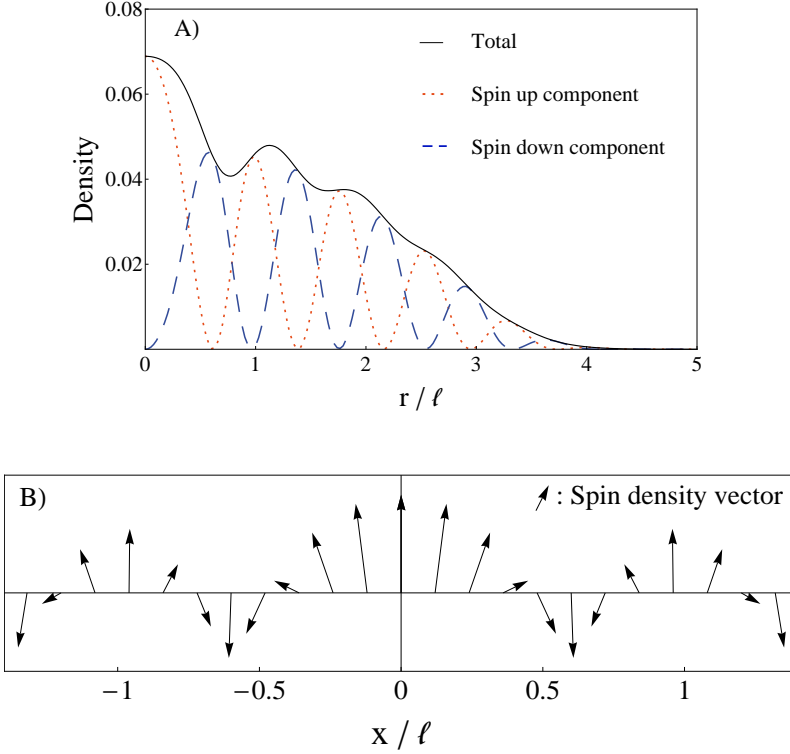 0.08
A)
Total
0.06
Spin up component
Spin down component
0.04
Density
0.02
0 1 2 3 4 5
r / ℓ
B)
: Spin density vector
−1 −0.5 0 0.5 1
x / ℓ